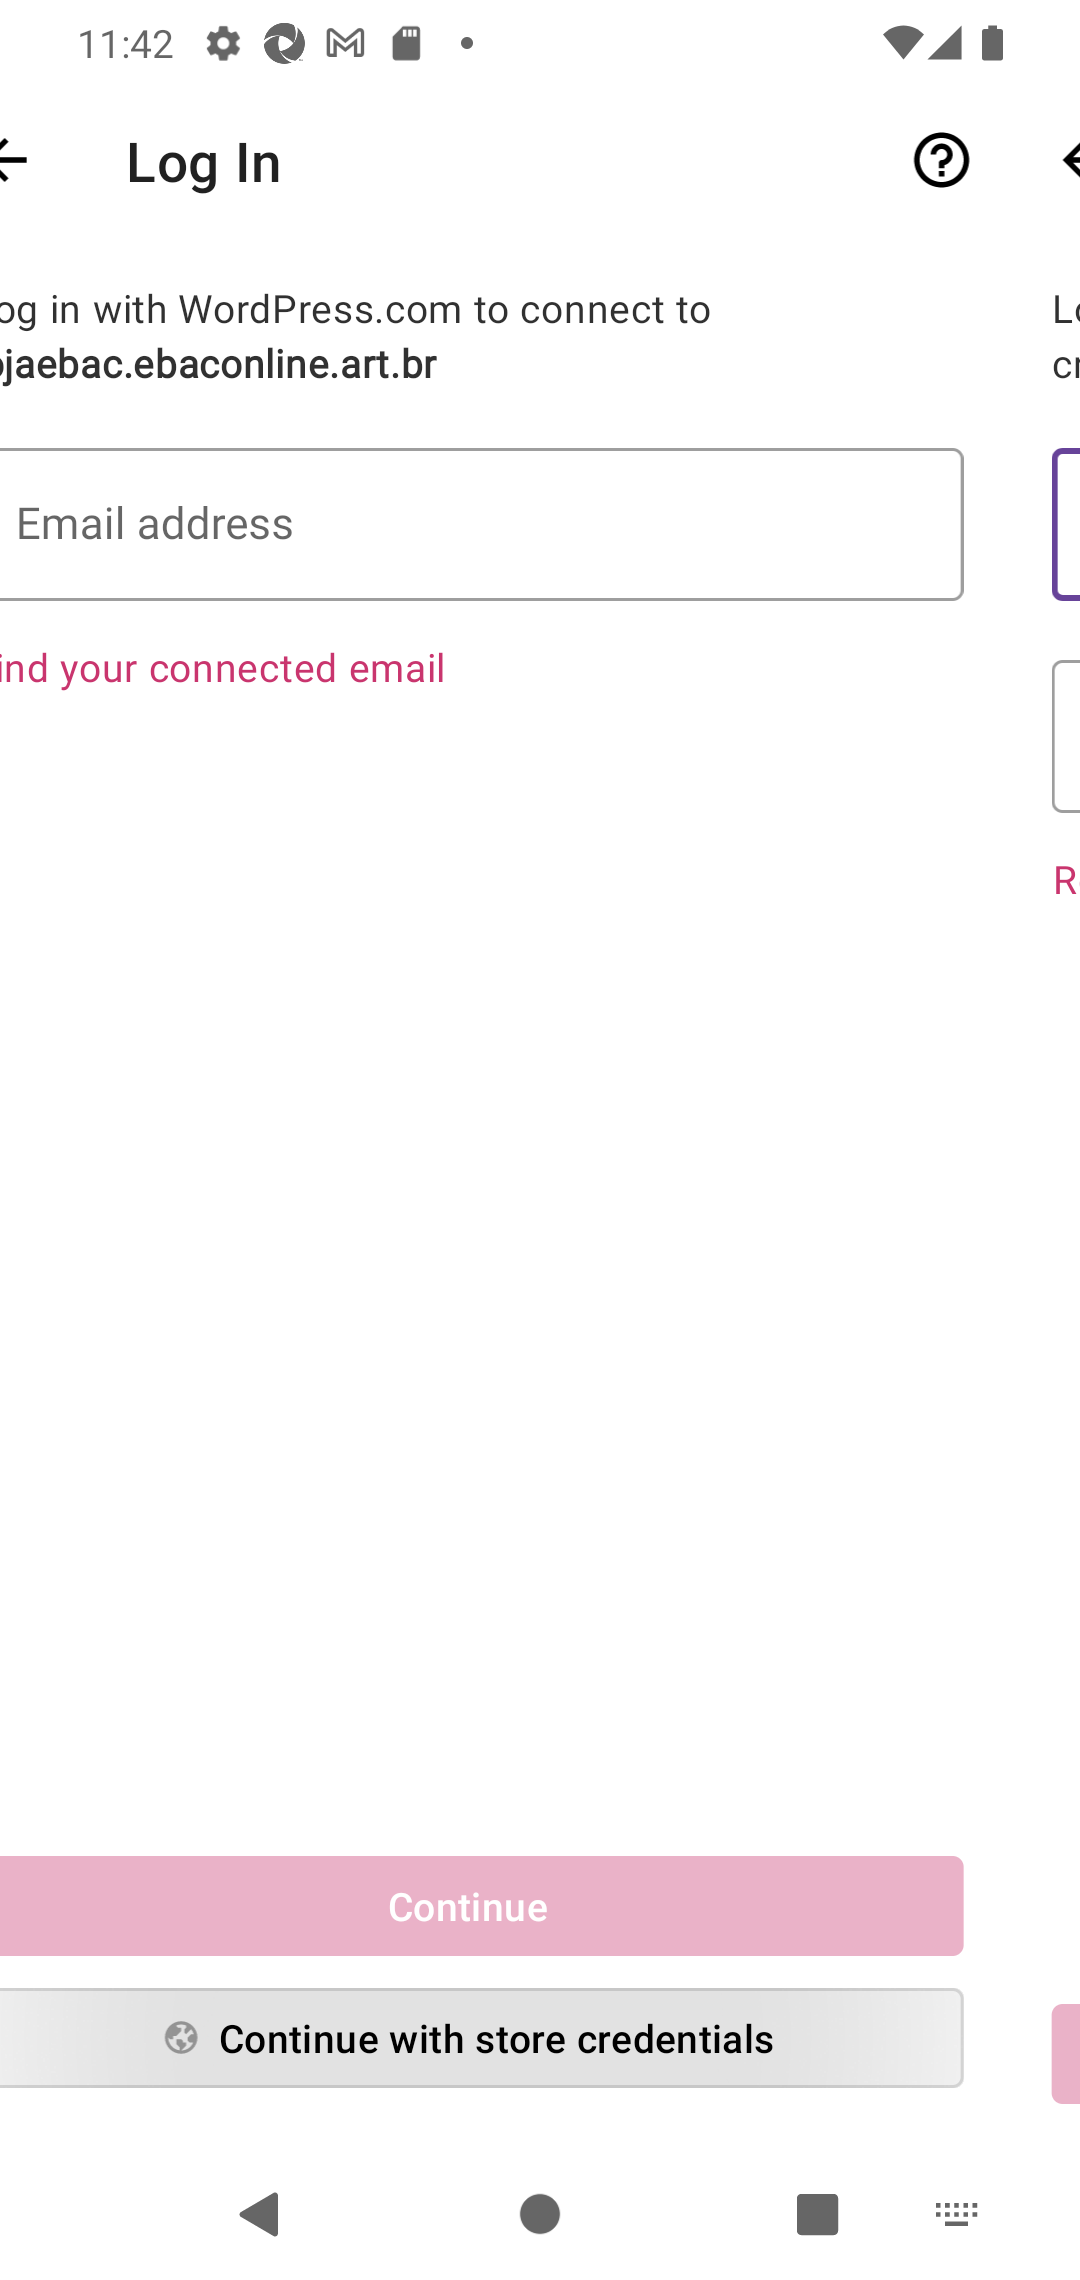 11:42
Log In
og in with WordPress.com to connect to
ojaebac.ebaconline.art.br
Email address
ind your connected email
Continue
Continue with store credentials
Lo
cr
R